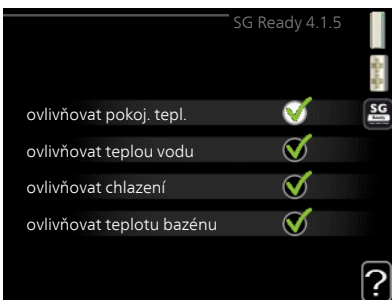 SG Ready 4.1.5
SG
Ready
ovlivňovat pokoj. tepl.
ovlivňovat teplou vodu
ovlivňovat chlazení
ovlivňovat teplotu bazénu
?